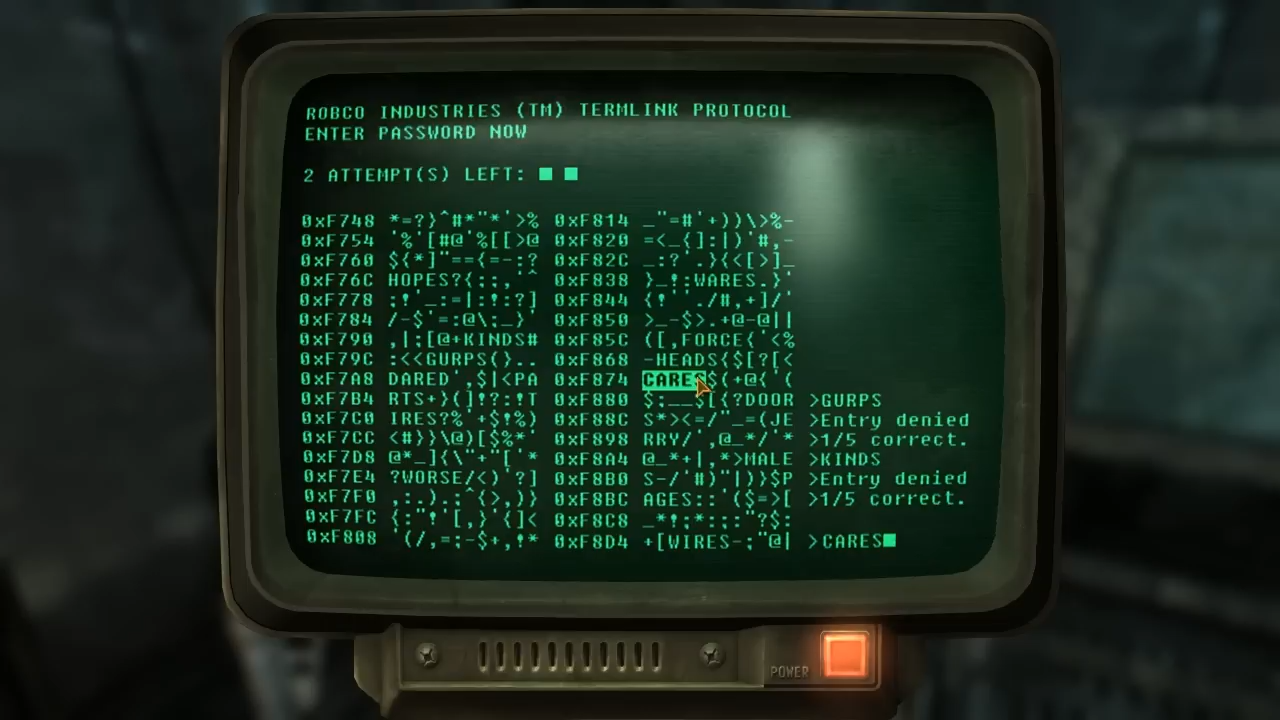 ROBCO INDUSTRIES (TM) TERMLINK PROTOCOL
ENTER PASSWORD NOW
2 ATTEMPT(S) LEFT: ■ ■
0xF748 *=?}^#*"*'>% 0xF814 _"=#'+))\>%-
0xF754 '%'[#@'%[[>@ 0xF820 =<_{]:|)'#,-
0xF760 ${*]"=={=-:? 0xF82C _:?'.}{<[>]_
0xF76C HOPES?{:;,'^ 0xF838 }_!;WARES.}'
0xF778 ;!'_:=|:!:?] 0xF844 {!''./#,+]/'
0xF784 /-$'=:@\;_}' 0xF850 >_-$>.+@-@||
0xF790 ,|;[@+KINDS# 0xF85C ([,FORCE{'<%
0xF79C :<<GURPS(}.. 0xF868 -HEADS{$[?[<
0xF7A8 DARED',$|<PA 0xF874 CARES$(+@{'(
0xF7B4 RTS+}(]!?:!T 0xF880 $;__$[{?DOOR >GURPS
0xF7C0 IRES?%'+$!%) 0xF88C S*><=/"_=(JE >Entry denied
0xF7CC <#}}\@)[$%*' 0xF898 RRY/',@_*/'* >1/5 correct.
0xF7D8 @*_]{\"+"['* 0xF8A4 @_*+|,*>MALE >KINDS
0xF7E4 ?WORSE/<)'?] 0xF8B0 S-/'#)"|)}$P >Entry denied
0xF7F0 ,:.).;^{>,)} 0xF8BC AGES::'($=>[ >1/5 correct.
0xF7FC {:"!'[,}'{]< 0xF8C8 _*!;*:;:"?$:
0xF808 '(/,=;-$+,!* 0xF8D4 +[WIRES-;"@| >CARES■
POWER